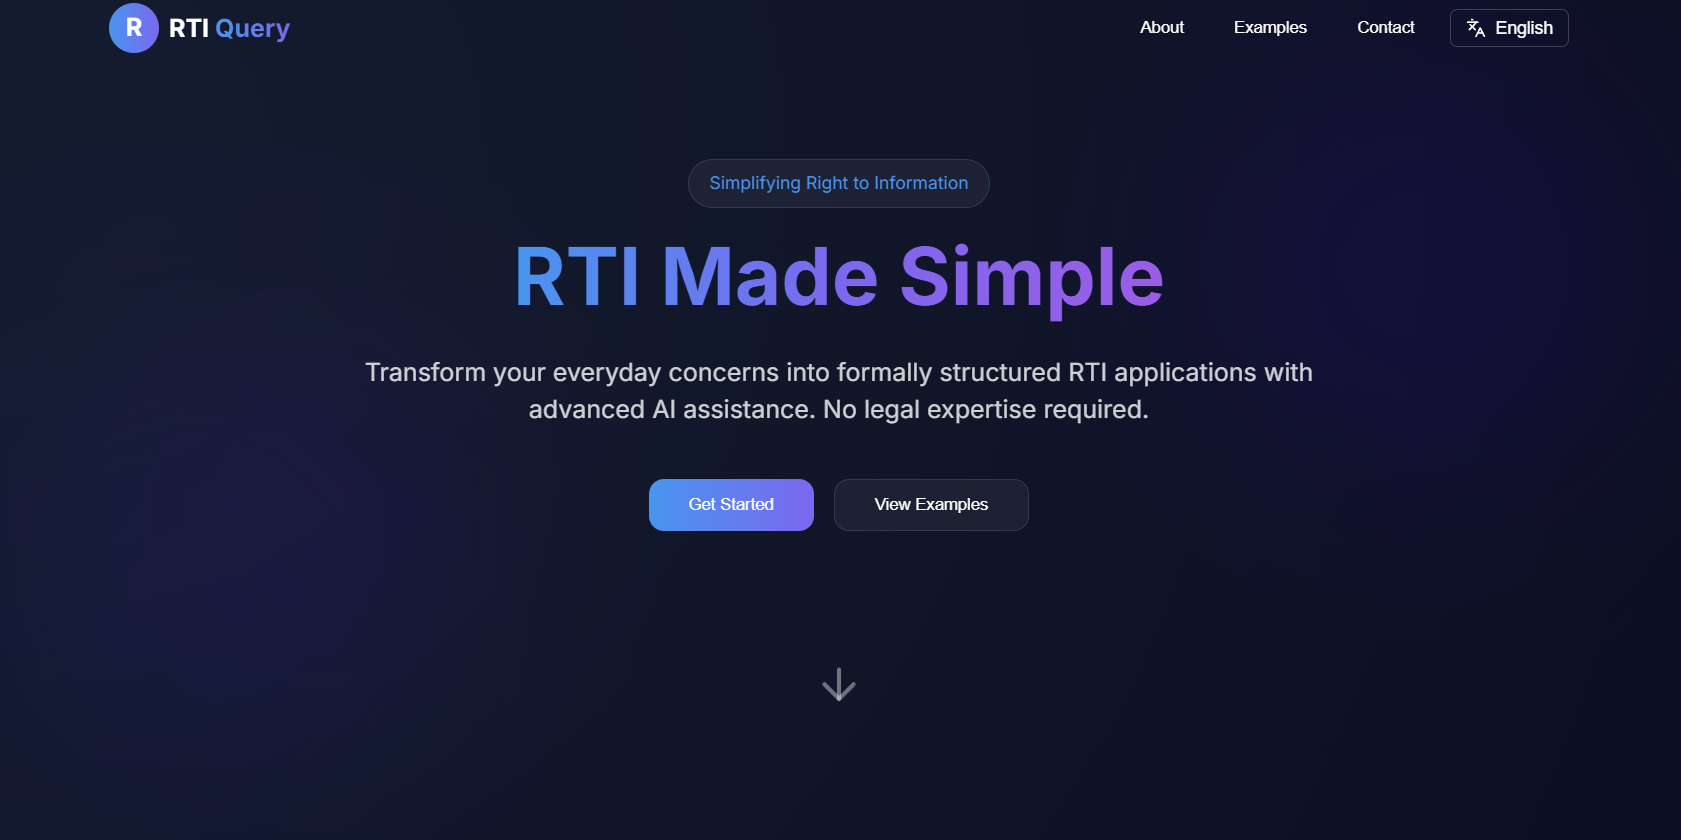 R RTI Query
About
Examples
Contact
English
Simplifying Right to Information
RTI Made Simple
Transform your everyday concerns into formally structured RTI applications with
advanced AI assistance. No legal expertise required.
Get Started
View Examples